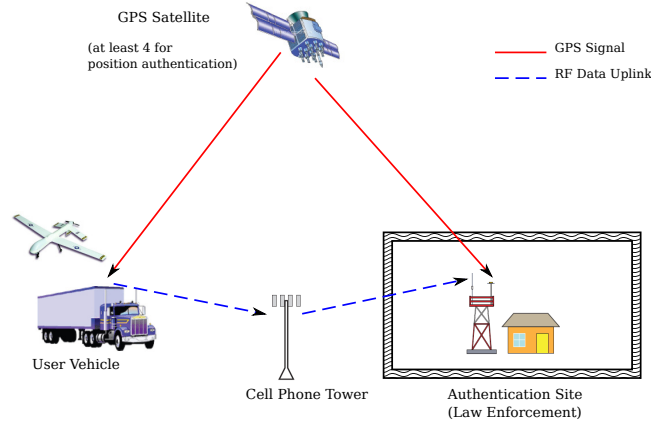 GPS Satellite
(at least 4 for
position authentication)
GPS Signal
RF Data Uplink
User Vehicle
Cell Phone Tower
Authentication Site
(Law Enforcement)